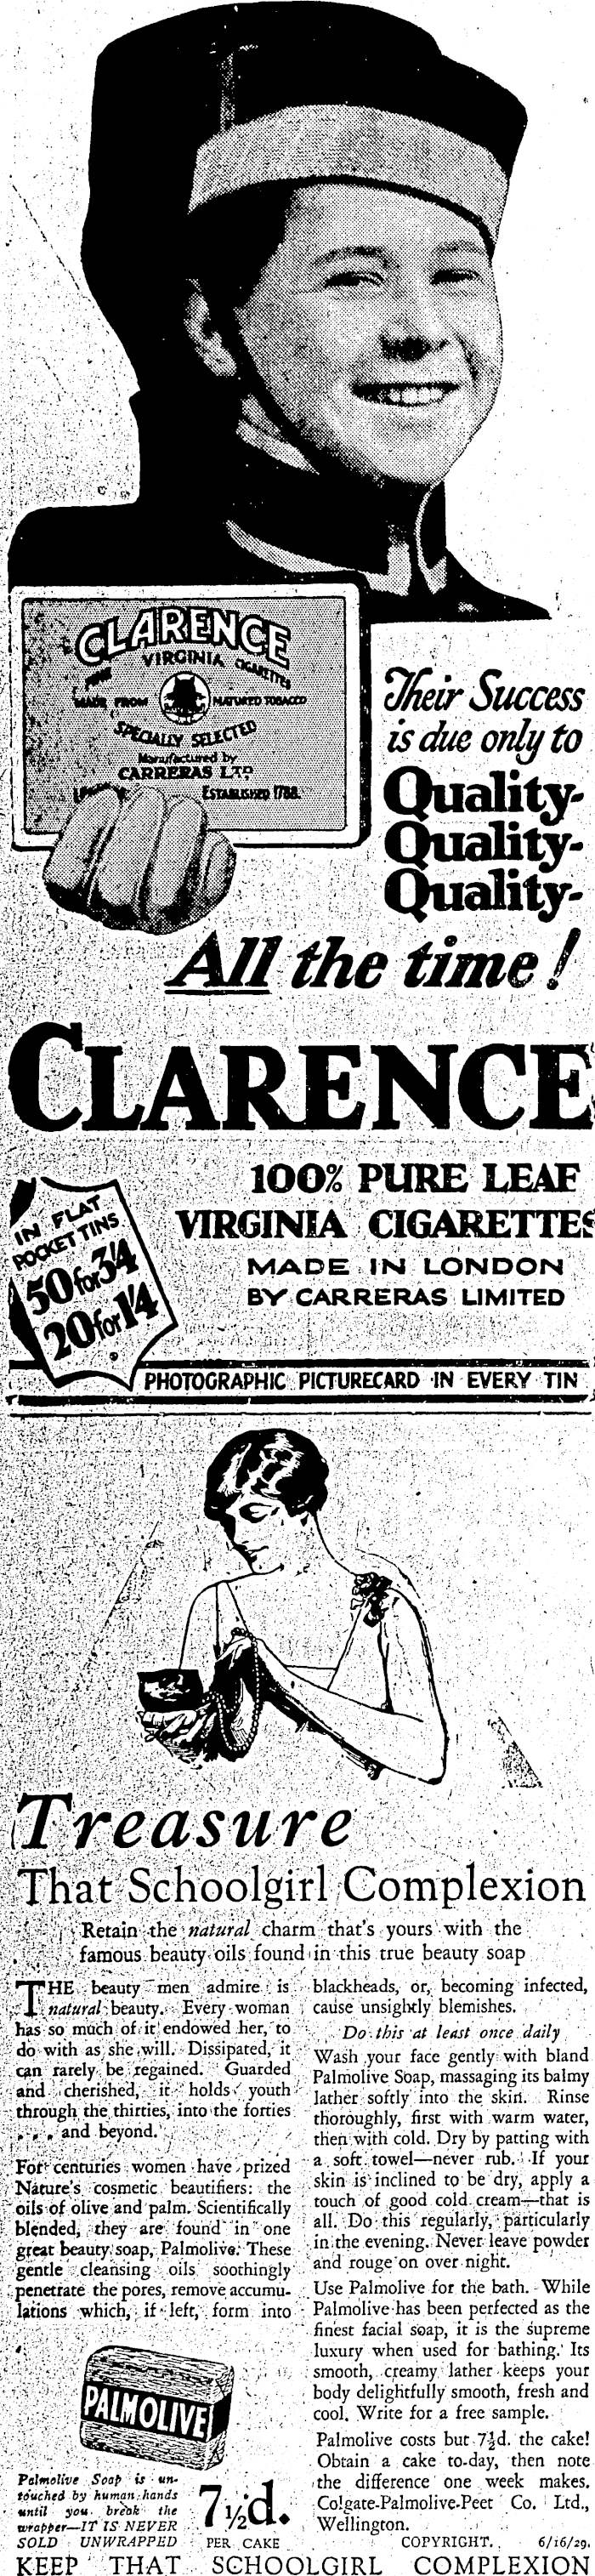 CLARENCE
VIRGINIA CIGARETTES
MADE FROM MATURED TOBACCO
SPECIALLY SELECTED
Manufactured by
CARRERAS LTD
ESTABLISHED 1788.
Their Success
is due only to
Quality-
Quality-
Quality-
All the time!
CLARENCE
100% PURE LEAF
VIRGINIA CIGARETTES
MADE IN LONDON
BY CARRERAS LIMITED
IN FLAT
POCKET TINS
50 for 3/4
20 for 1/4
PHOTOGRAPHIC PICTURECARD IN EVERY TIN
Treasure
That Schoolgirl Complexion
Retain the natural charm that's yours with the
famous beauty oils found in this true beauty soap
THE beauty men admire is
natural beauty. Every woman
has so much of it endowed her, to
do with as she will. Dissipated, it
can rarely be regained. Guarded
and cherished, it holds youth
through the thirties, into the forties
. . . and beyond.
For centuries women have prized
Nature's cosmetic beautifiers: the
oils of olive and palm. Scientifically
blended, they are found in one
great beauty soap, Palmolive. These
gentle cleansing oils soothingly
penetrate the pores, remove accumu-
lations which, if left, form into
blackheads, or, becoming infected,
cause unsightly blemishes.
Do this at least once daily
Wash your face gently with bland
Palmolive Soap, massaging its balmy
lather softly into the skin. Rinse
thoroughly, first with warm water,
then with cold. Dry by patting with
a soft towel—never rub. If your
skin is inclined to be dry, apply a
touch of good cold cream—that is
all. Do this regularly, particularly
in the evening. Never leave powder
and rouge on over night.
Use Palmolive for the bath. While
Palmolive has been perfected as the
finest facial soap, it is the supreme
luxury when used for bathing. Its
smooth, creamy lather keeps your
body delightfully smooth, fresh and
cool. Write for a free sample.
Palmolive costs but 7½d. the cake!
Obtain a cake to-day, then note
the difference one week makes.
Colgate-Palmolive-Peet Co. Ltd.,
Wellington.
COPYRIGHT. 6/16/29.
PALMOLIVE
Palmolive Soap is un-
touched by human hands
until you break the
wrapper—IT IS NEVER
SOLD UNWRAPPED
7½d.
PER CAKE
KEEP THAT SCHOOLGIRL COMPLEXION